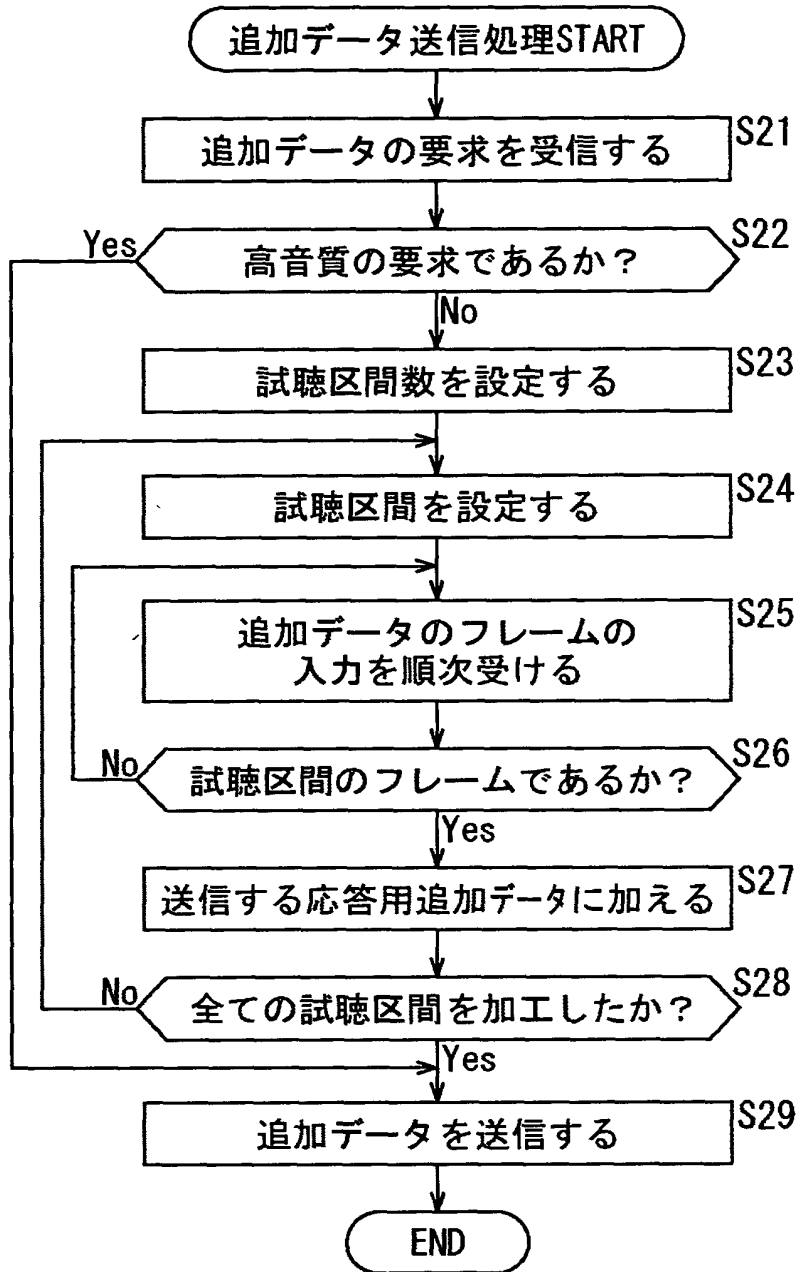 追加データ送信処理START
S21
追加データの要求を受信する
S22
Yes
高音質の要求であるか?
No
S23
試聴区間数を設定する
S24
試聴区間を設定する
S25
追加データのフレームの
入力を順次受ける
S26
No
試聴区間のフレームであるか?
Yes
S27
送信する応答用追加データに加える
S28
No
全ての試聴区間を加工したか?
Yes
S29
追加データを送信する
END